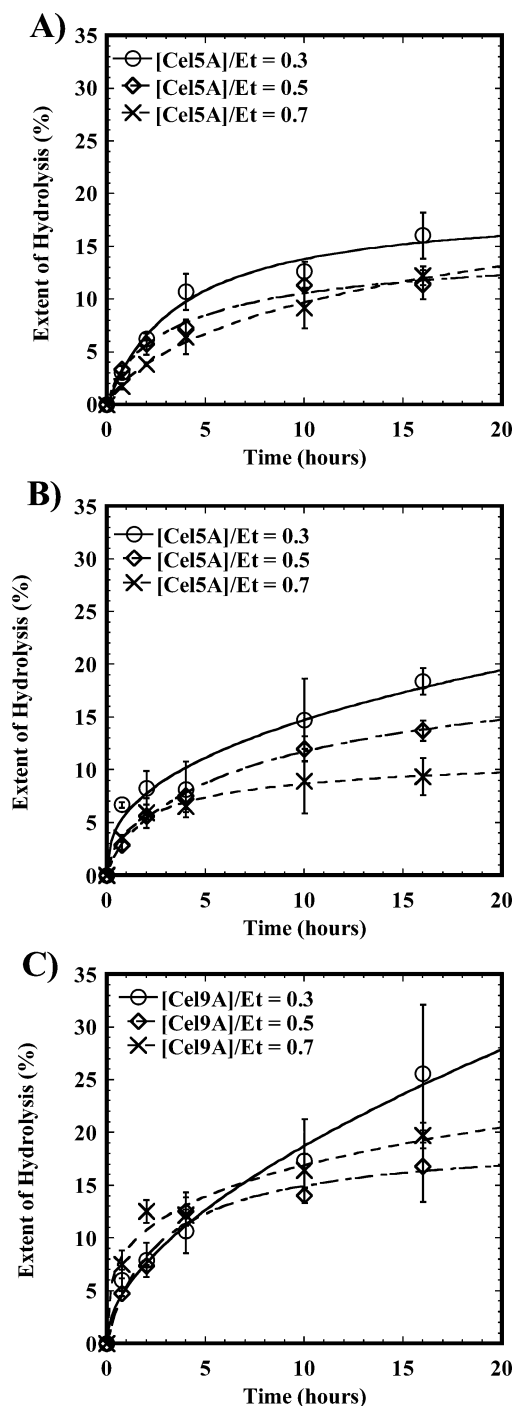 A)
[Cel5A]/Et = 0.3
[Cel5A]/Et = 0.5
[Cel5A]/Et = 0.7
Extent of Hydrolysis (%)
35
30
25
20
15
10
5
0
0 5 10 15 20
Time (hours)
B)
[Cel5A]/Et = 0.3
[Cel5A]/Et = 0.5
[Cel5A]/Et = 0.7
Extent of Hydrolysis (%)
35
30
25
20
15
10
5
0
0 5 10 15 20
Time (hours)
C)
[Cel9A]/Et = 0.3
[Cel9A]/Et = 0.5
[Cel9A]/Et = 0.7
Extent of Hydrolysis (%)
35
30
25
20
15
10
5
0
0 5 10 15 20
Time (hours)